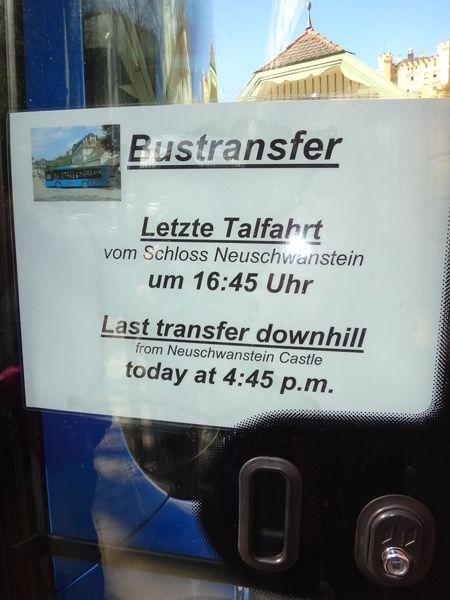 Bustransfer
Letzte Talfahrt
vom Schloss Neuschwanstein
um 16:45 Uhr
Last transfer downhill
from Neuschwanstein Castle
today at 4:45 p.m.